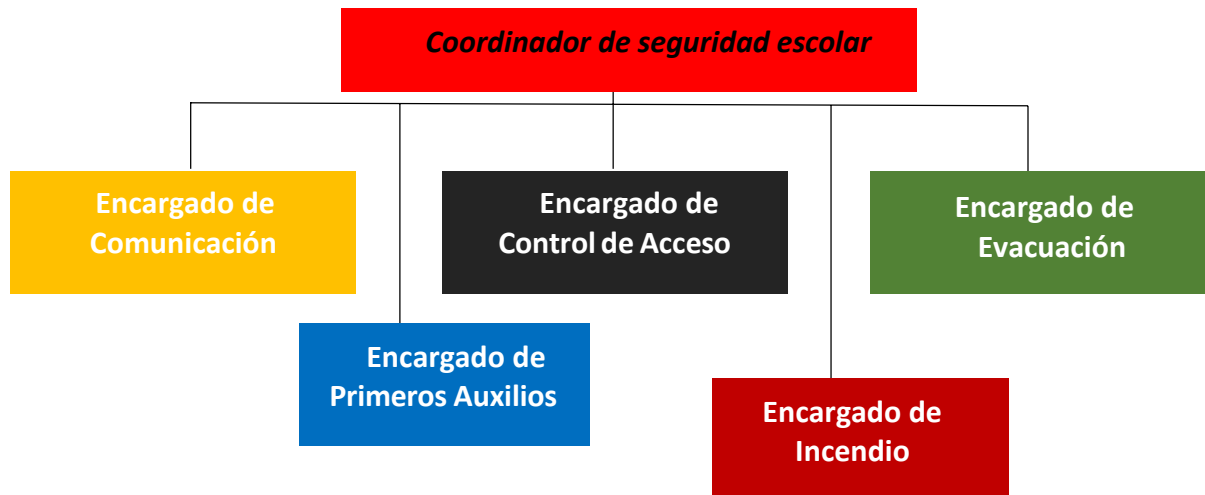 Coordinador de seguridad escolar
Encargado de
Comunicación
Encargado de
Control de Acceso
Encargado de
Evacuación
Encargado de
Primeros Auxilios
Encargado de
Incendio